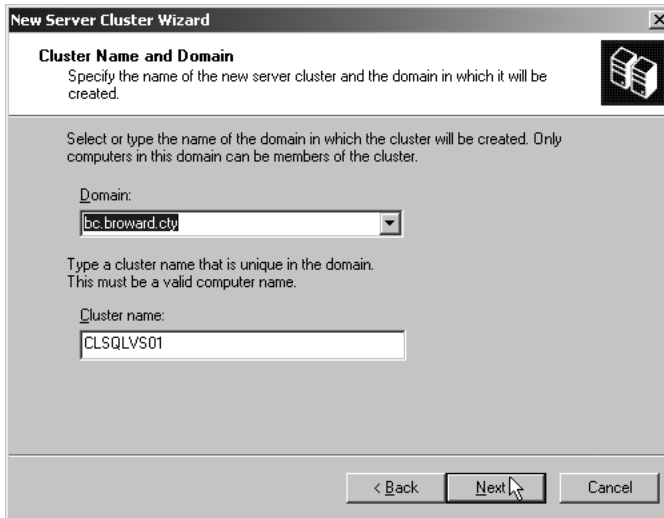 New Server Cluster Wizard
Cluster Name and Domain
Specify the name of the new server cluster and the domain in which it will be
created.
Select or type the name of the domain in which the cluster will be created. Only
computers in this domain can be members of the cluster.
Domain:
bc.broward.cty
Type a cluster name that is unique in the domain.
This must be a valid computer name.
Cluster name:
CLSQLVS01
< Back
Next
Cancel